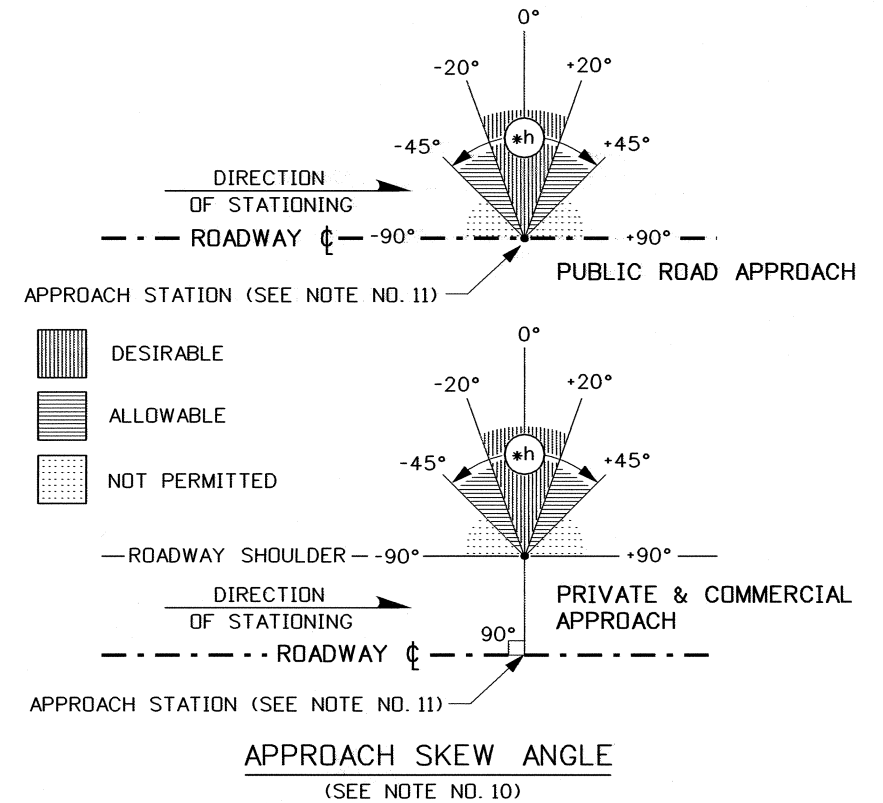 0°
-20° +20°
-45° *h +45°
DIRECTION
OF STATIONING
ROADWAY ℄ -90° +90°
PUBLIC ROAD APPROACH
APPROACH STATION (SEE NOTE NO. 11)
DESIRABLE
ALLOWABLE
NOT PERMITTED
0°
-20° +20°
-45° *h +45°
ROADWAY SHOULDER -90° +90°
DIRECTION
OF STATIONING
PRIVATE & COMMERCIAL
APPROACH
90°
ROADWAY ℄
APPROACH STATION (SEE NOTE NO. 11)
APPROACH SKEW ANGLE
(SEE NOTE NO. 10)